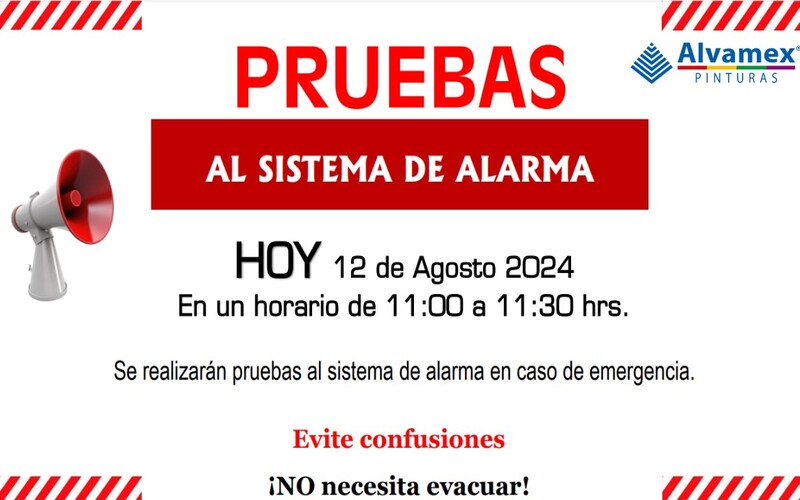 Alvamex®
PINTURAS
PRUEBAS
AL SISTEMA DE ALARMA
HOY 12 de Agosto 2024
En un horario de 11:00 a 11:30 hrs.
Se realizarán pruebas al sistema de alarma en caso de emergencia.
Evite confusiones
¡NO necesita evacuar!